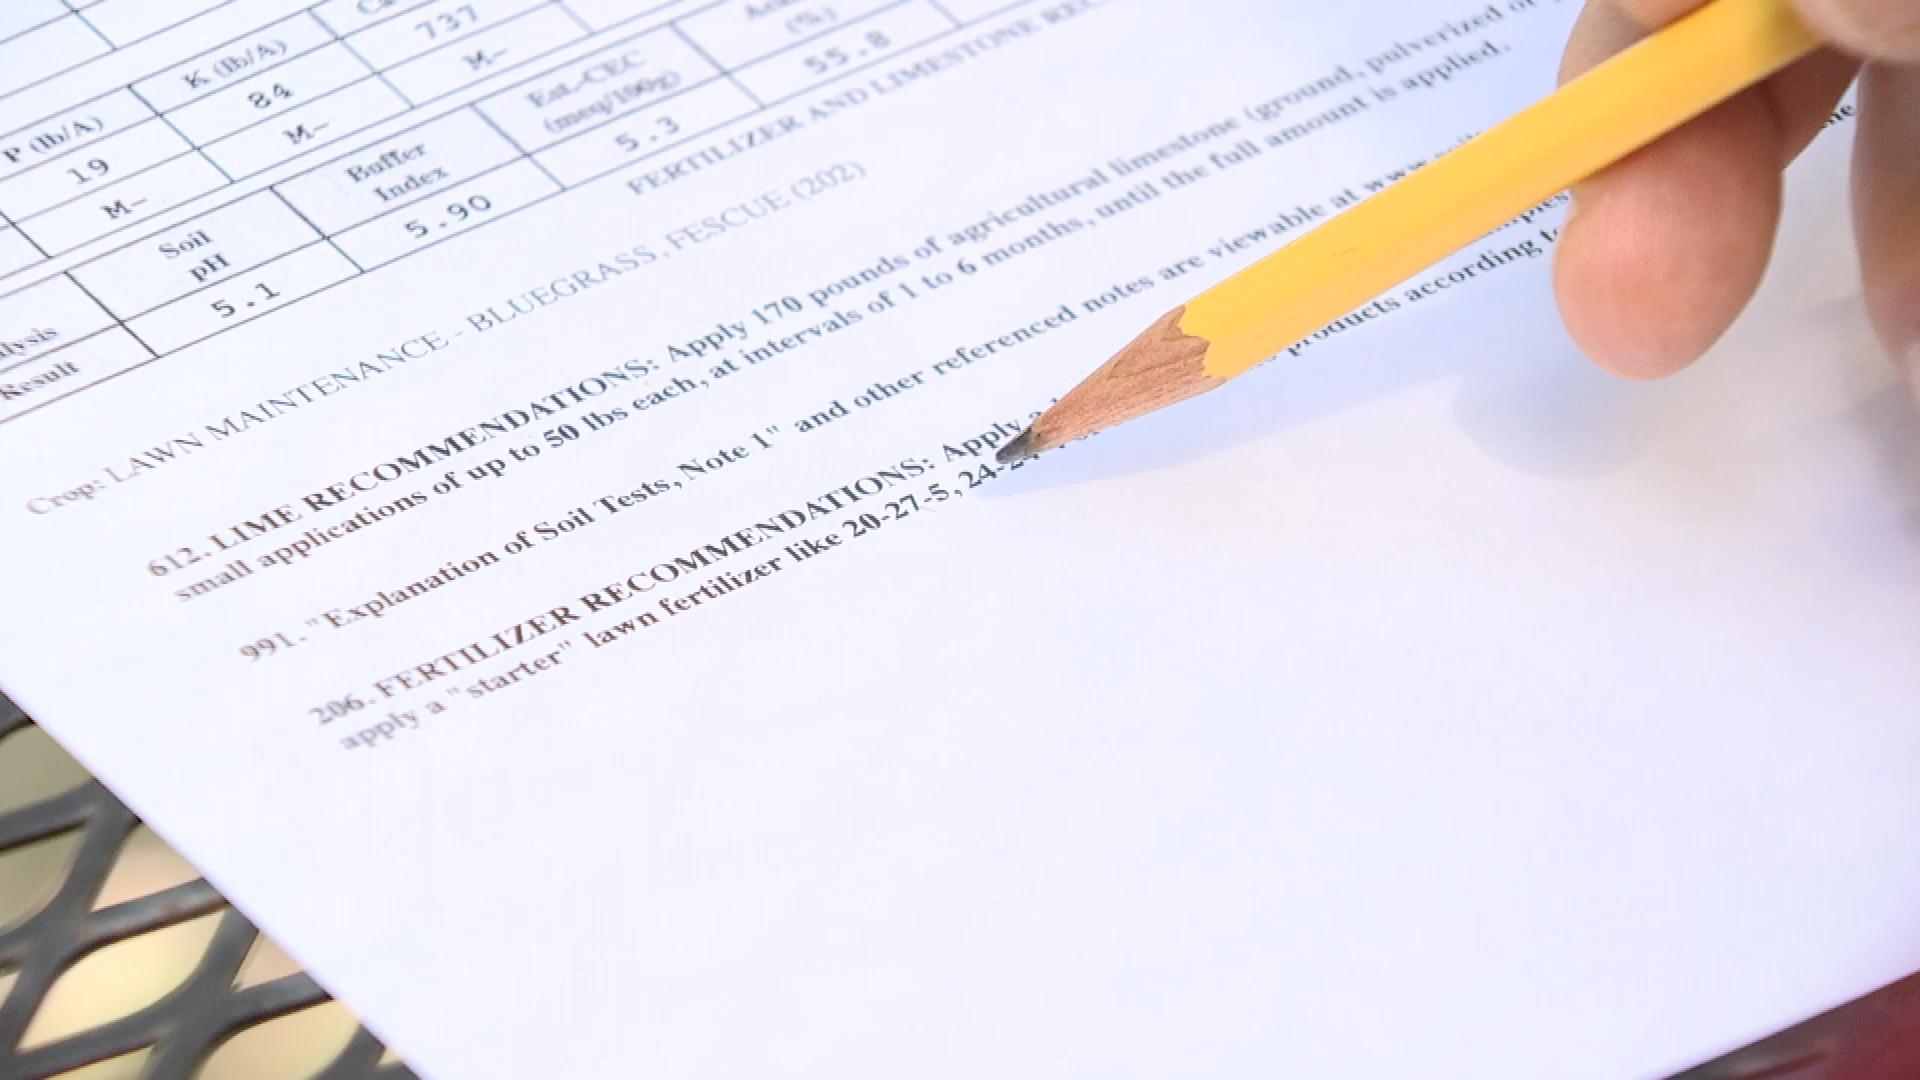 K (lb/A) 737
P (lb/A) 84 M-
19 M- Est-CEC (%)
M- Buffer (meq/100g) 55.8
Soil Index 5.3
pH 5.90 FERTILIZER AND LIMESTONE
5.1
Result
Crop: LAWN MAINTENANCE - BLUEGRASS, FESCUE (202)
612. LIME RECOMMENDATIONS: Apply 170 pounds of agricultural limestone (ground, pulverized
small applications of up to 50 lbs each, at intervals of 1 to 6 months, until the full amount is applied.
991. "Explanation of Soil Tests, Note 1" and other referenced notes are viewable at
206. FERTILIZER RECOMMENDATIONS: Apply products according
apply a "starter" lawn fertilizer like 20-27-5,